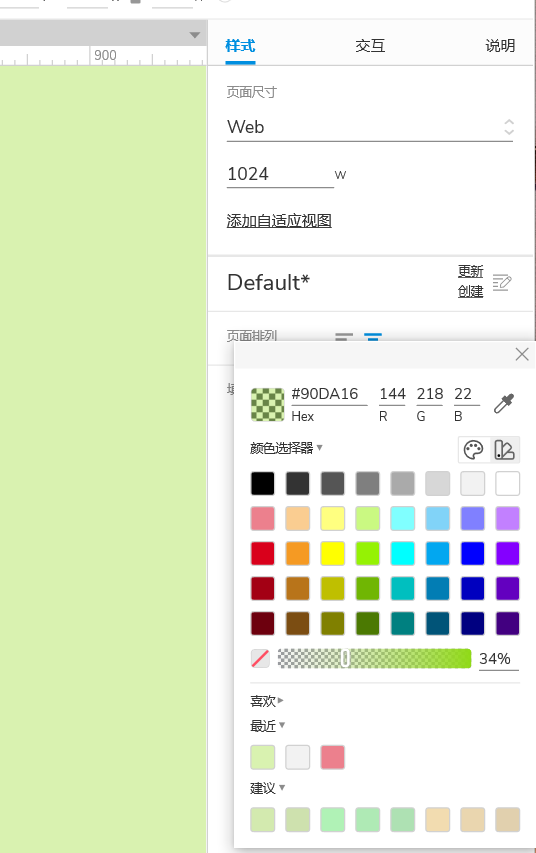 900
样式 交互 说明
页面尺寸
Web
1024 W
添加自适应视图
Default* 更新
创建
页面排列
#90DA16 144 218 22
Hex R G B
颜色选择器
34%
喜欢
最近
建议